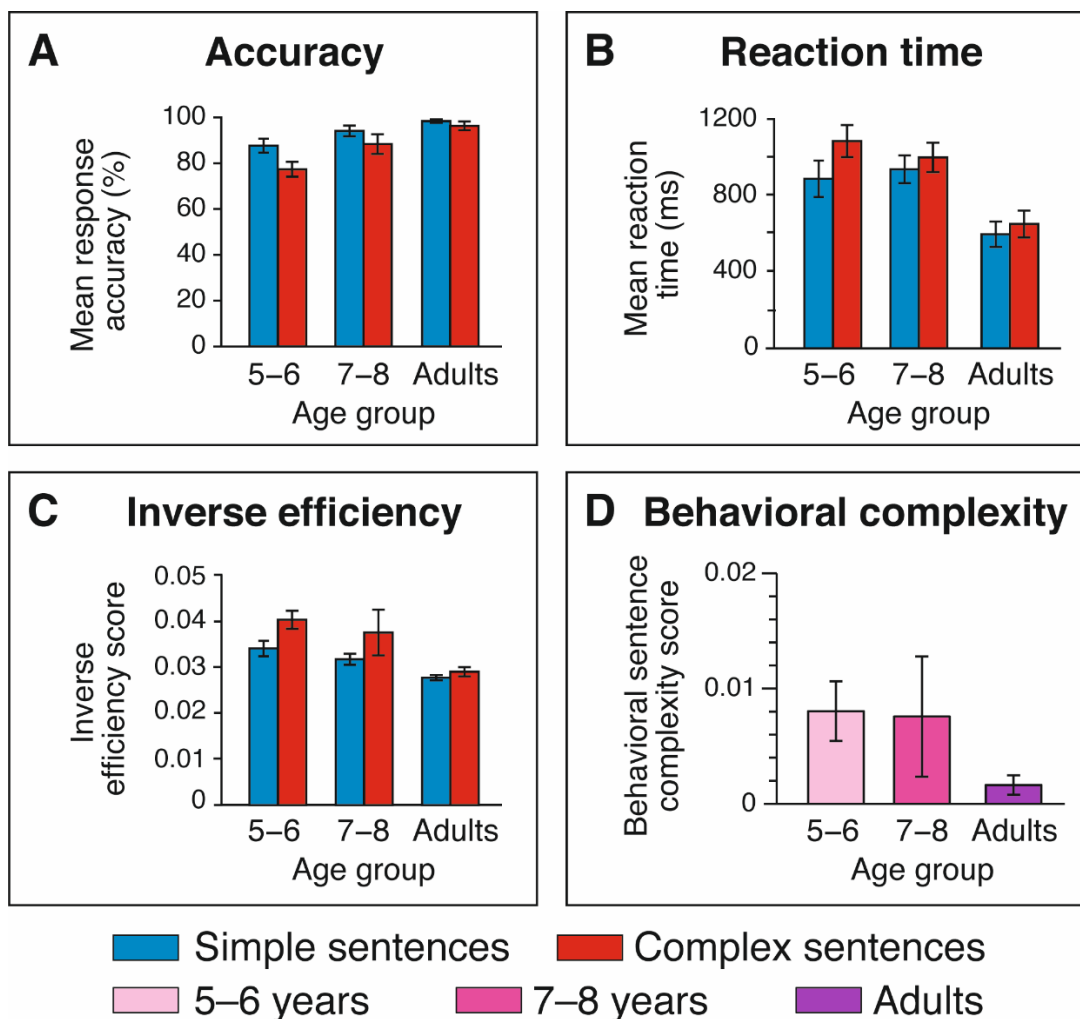 A Accuracy
Mean response
accuracy (%)
100
80
60
40
20
0
5–6 7–8 Adults
Age group
B Reaction time
Mean reaction
time (ms)
1200
800
400
0
5–6 7–8 Adults
Age group
C Inverse efficiency
Inverse
efficiency score
0.05
0.04
0.03
0.02
0.01
0
5–6 7–8 Adults
Age group
D Behavioral complexity
Behavioral sentence
complexity score
0.02
0.01
0
5–6 7–8 Adults
Age group
Simple sentences Complex sentences
5–6 years 7–8 years Adults